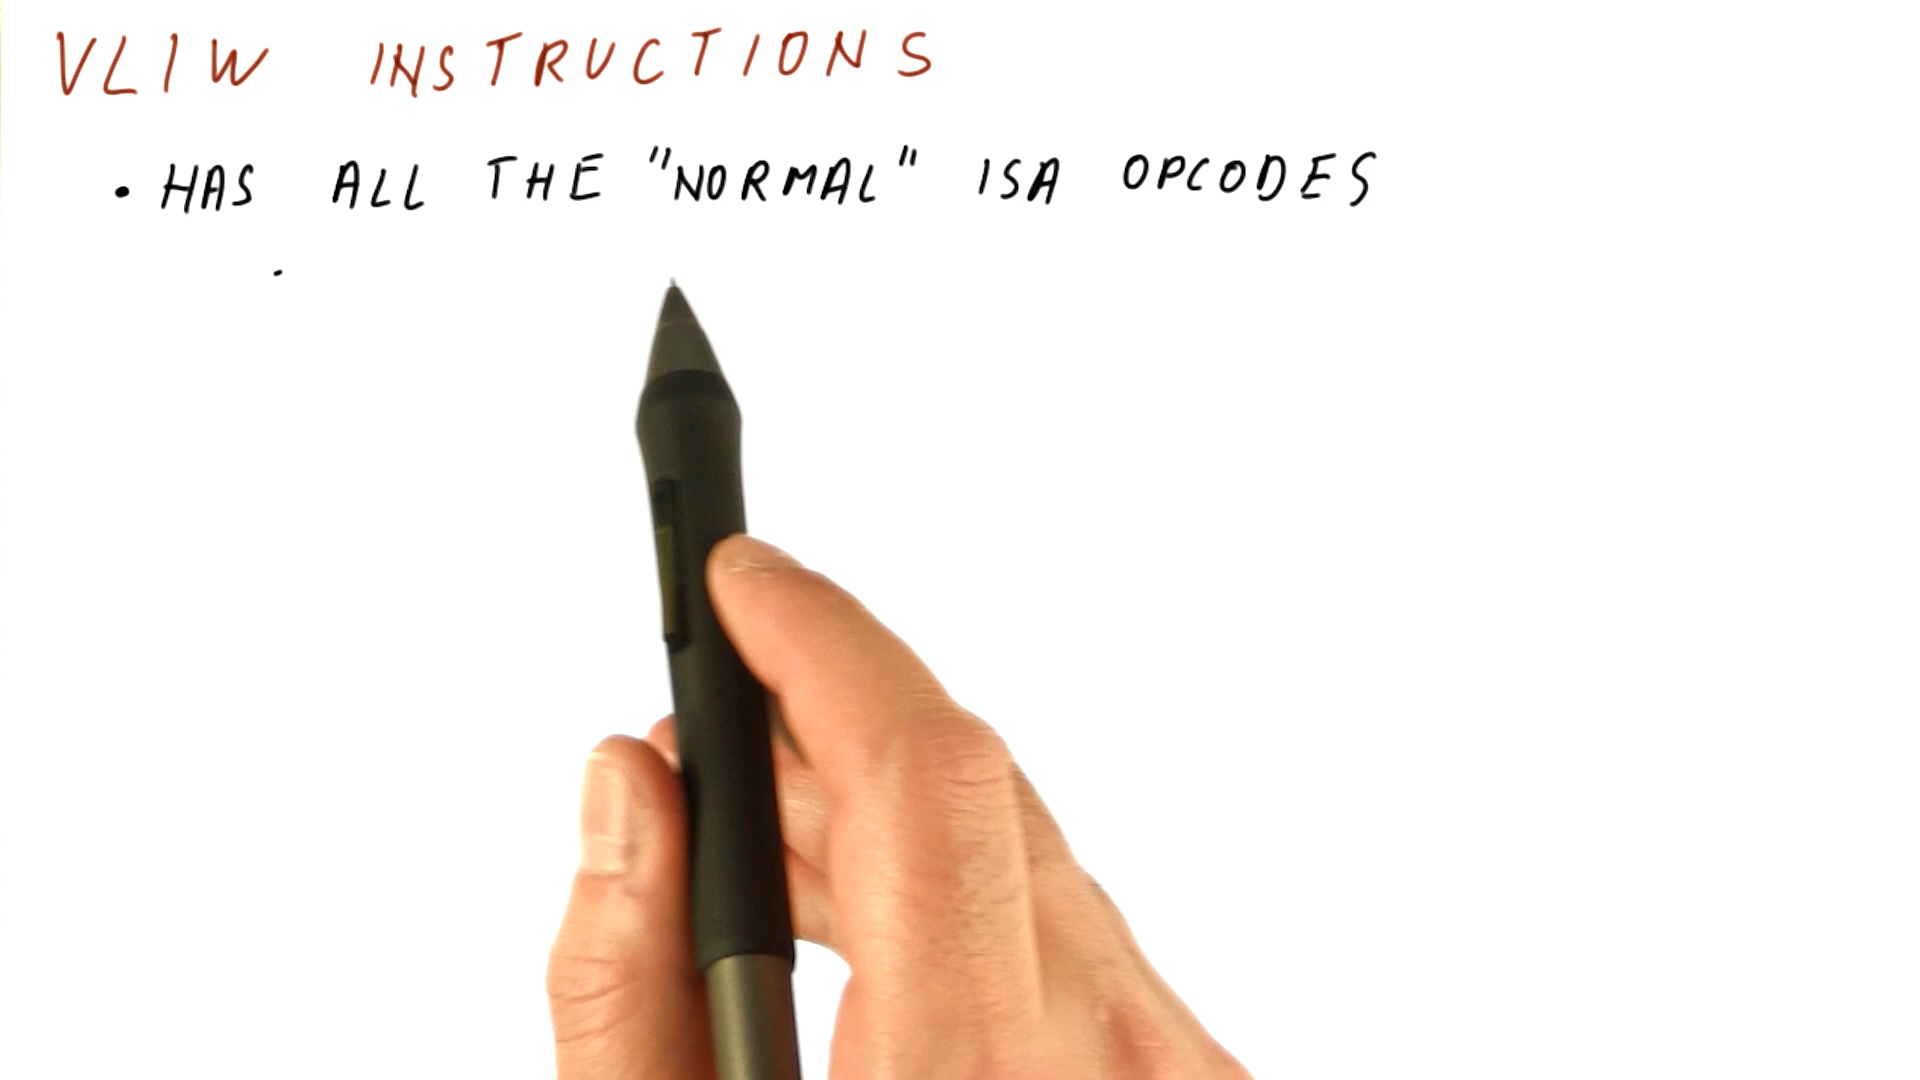 VLIW INSTRUCTIONS
• HAS ALL THE "NORMAL" ISA OPCODES
•